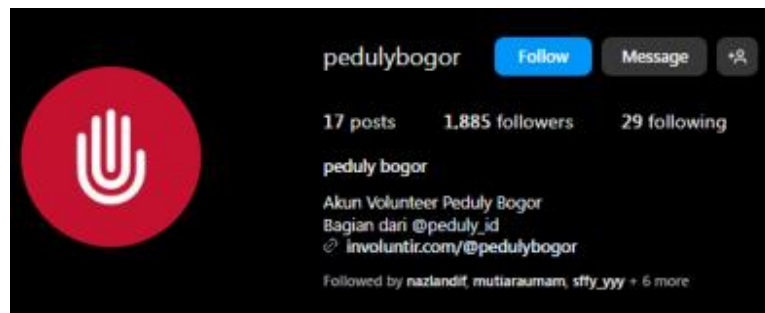 pedulybogor Follow Message
17 posts 1,885 followers 29 following
peduly bogor
Akun Volunteer Peduly Bogor
Bagian dari @peduly_id
involuntir.com/@pedulybogor
Followed by nazlandif, mutiaraumam, sffy_yyy + 6 more